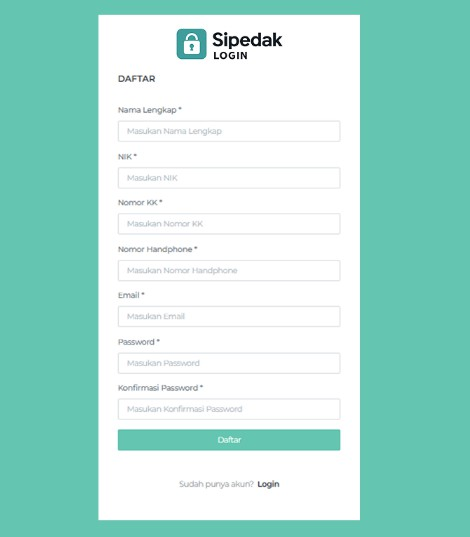 Sipedak
LOGIN
DAFTAR
Nama Lengkap *
Masukan Nama Lengkap
NIK *
Masukan NIK
Nomor KK *
Masukan Nomor KK
Nomor Handphone *
Masukan Nomor Handphone
Email *
Masukan Email
Password *
Masukan Password
Konfirmasi Password *
Masukan Konfirmasi Password
Daftar
Sudah punya akun? Login